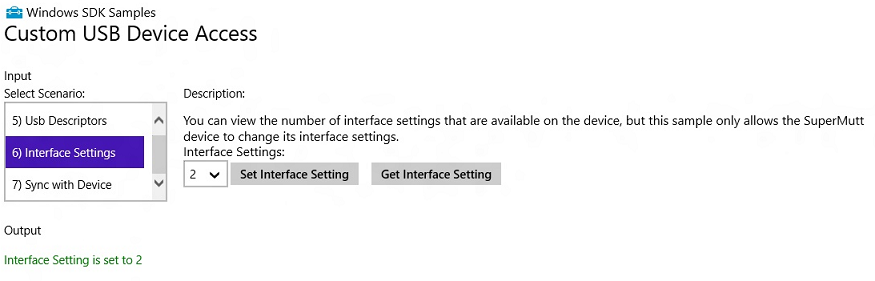 Windows SDK Samples
Custom USB Device Access
Input
Select Scenario:
Description:
5) Usb Descriptors
6) Interface Settings
7) Sync with Device
You can view the number of interface settings that are available on the device, but this sample only allows the SuperMutt
device to change its interface settings.
Interface Settings:
2
Set Interface Setting
Get Interface Setting
Output
Interface Setting is set to 2